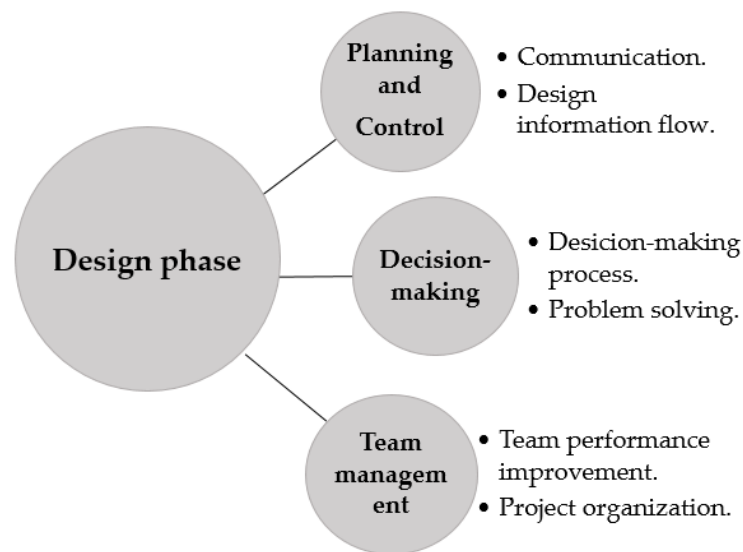 Design phase
Planning
and
Control
• Communication.
• Design
information flow.
Decision-
making
• Desicion-making
process.
• Problem solving.
Team
managem
ent
• Team performance
improvement.
• Project organization.